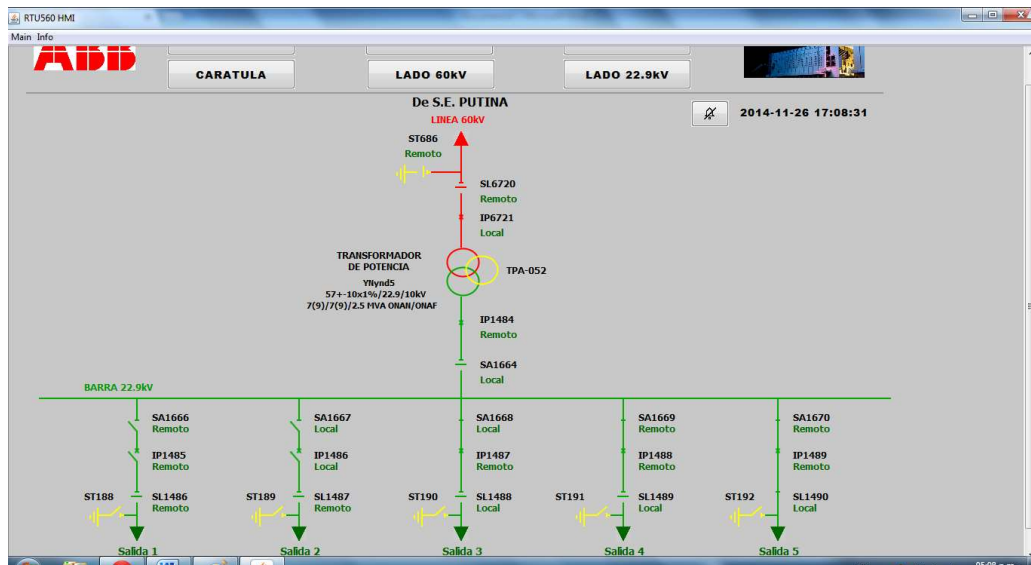 RTU560 HMI
Main Info
ABB
CARATULA
LADO 60kV
LADO 22.9kV
De S.E. PUTINA
LINEA 60kV
2014-11-26 17:08:31
ST686
Remoto
SL6720
Remoto
IP6721
Local
TRANSFORMADOR
DE POTENCIA
TPA-052
YNynd5
57+-10x1%/22.9/10kV
7(9)/7(9)/2.5 MVA ONAN/ONAF
IP1484
Remoto
SA1664
Local
BARRA 22.9kV
SA1666 SA1667 SA1668 SA1669 SA1670
Remoto Local Local Remoto Remoto
IP1485 IP1486 IP1487 IP1488 IP1489
Remoto Local Remoto Remoto Remoto
ST188 SL1486 ST189 SL1487 ST190 SL1488 ST191 SL1489 ST192 SL1490
Remoto Remoto Local Local Local
Salida 1 Salida 2 Salida 3 Salida 4 Salida 5